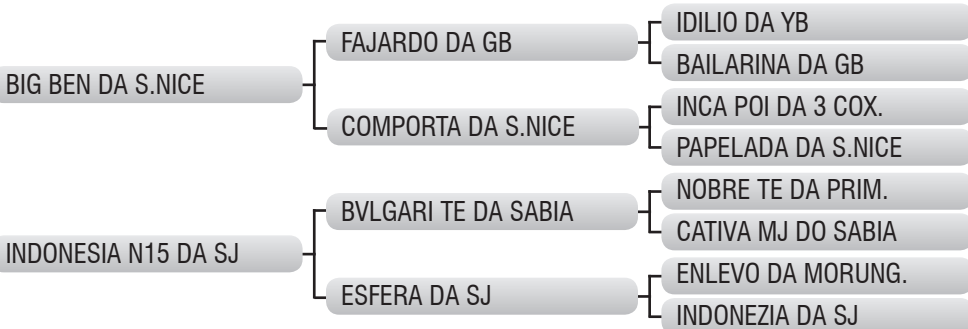 BIG BEN DA S.NICE
FAJARDO DA GB
IDILIO DA YB
BAILARINA DA GB
COMPORTA DA S.NICE
INCA POI DA 3 COX.
PAPELADA DA S.NICE
INDONESIA N15 DA SJ
BVLGARI TE DA SABIA
NOBRE TE DA PRIM.
CATIVA MJ DO SABIA
ESFERA DA SJ
ENLEVO DA MORUNG.
INDONEZIA DA SJ